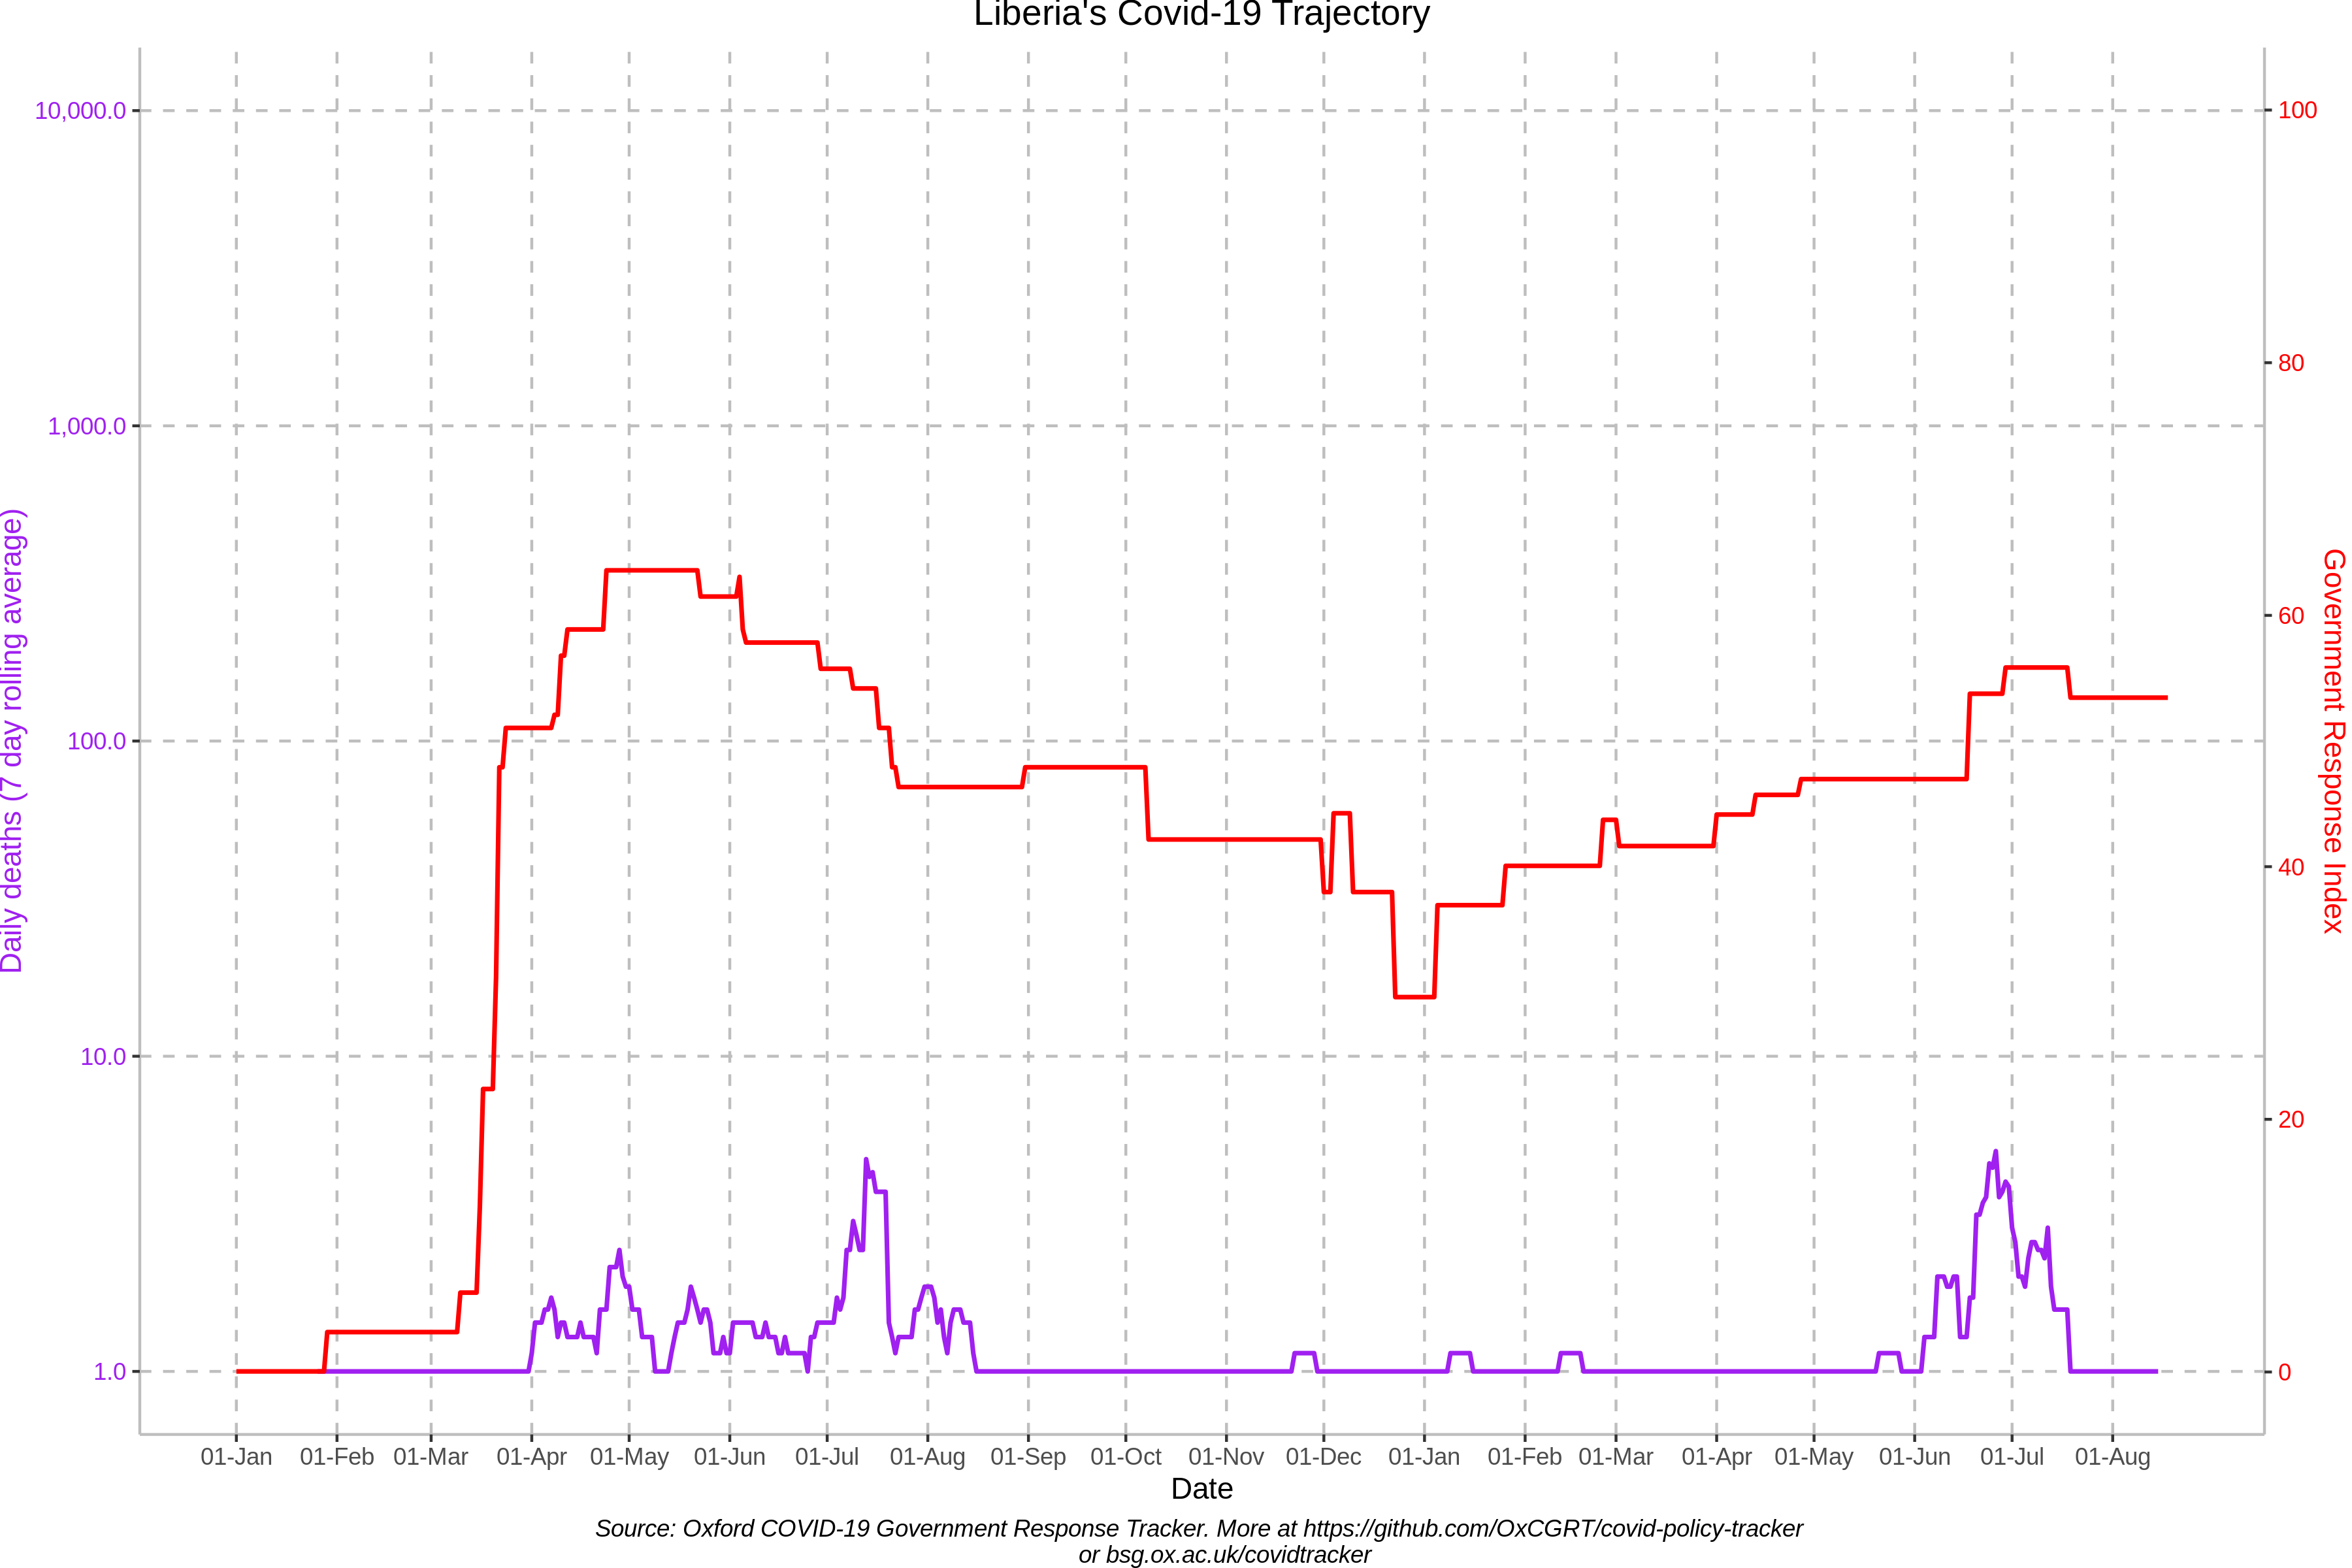 Liberia's Covid-19 Trajectory
10,000.0
1,000.0
100.0
10.0
1.0
Daily deaths (7 day rolling average)
100
80
60
40
20
0
Government Response Index
01-Jan 01-Feb 01-Mar 01-Apr 01-May 01-Jun 01-Jul 01-Aug 01-Sep 01-Oct 01-Nov 01-Dec 01-Jan 01-Feb 01-Mar 01-Apr 01-May 01-Jun 01-Jul 01-Aug
Date
Source: Oxford COVID-19 Government Response Tracker. More at https://github.com/OxCGRT/covid-policy-tracker
or bsg.ox.ac.uk/covidtracker